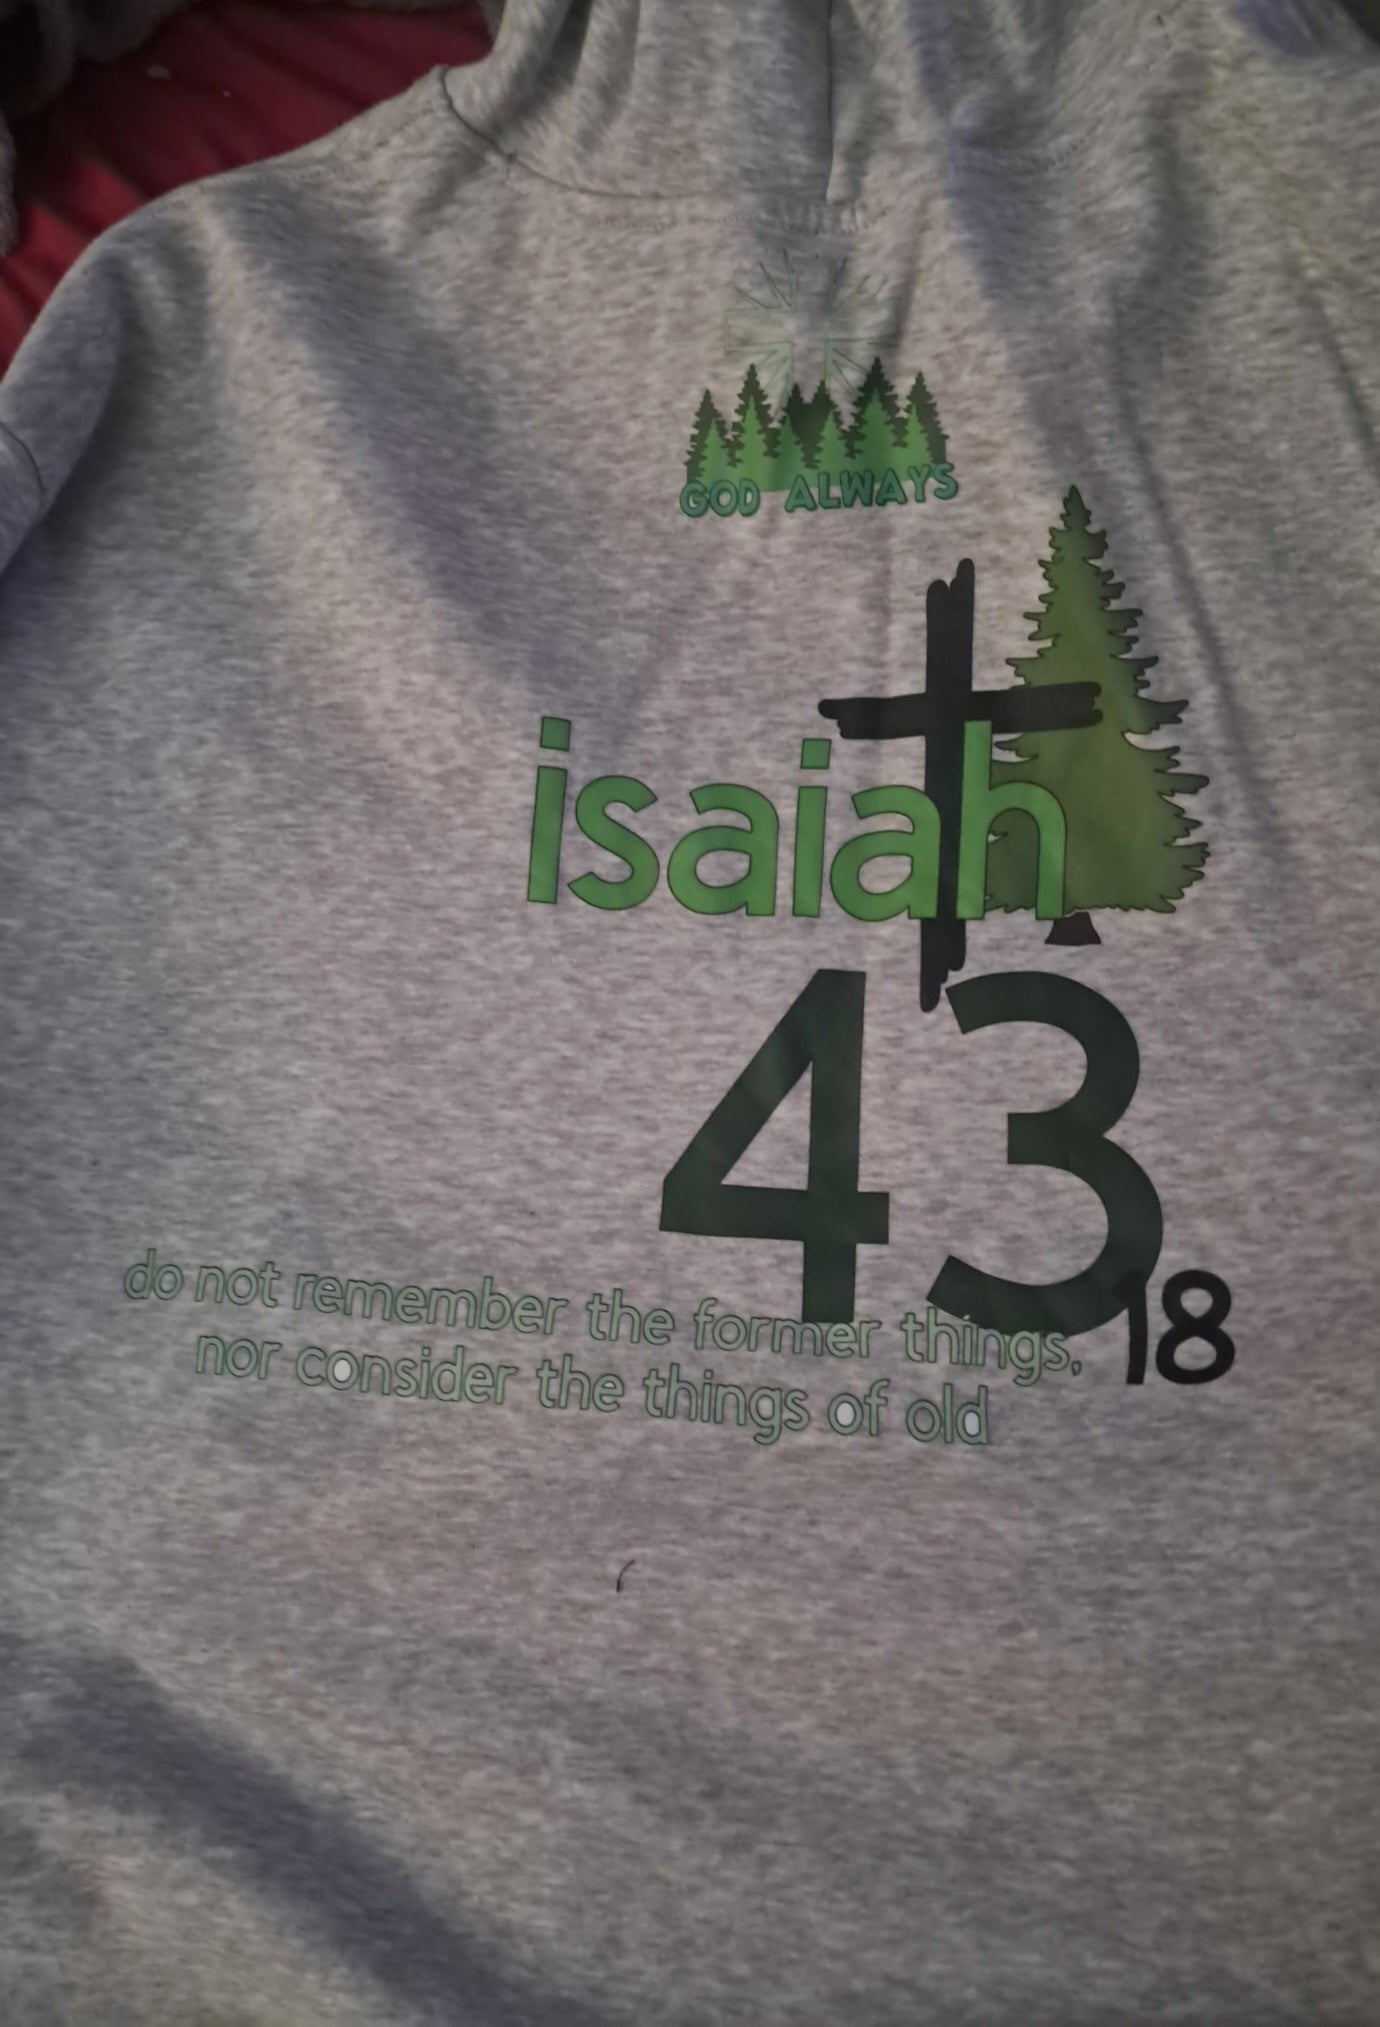 GOD ALWAYS
isaiah
43
18
do not remember the former things,
nor consider the things of old